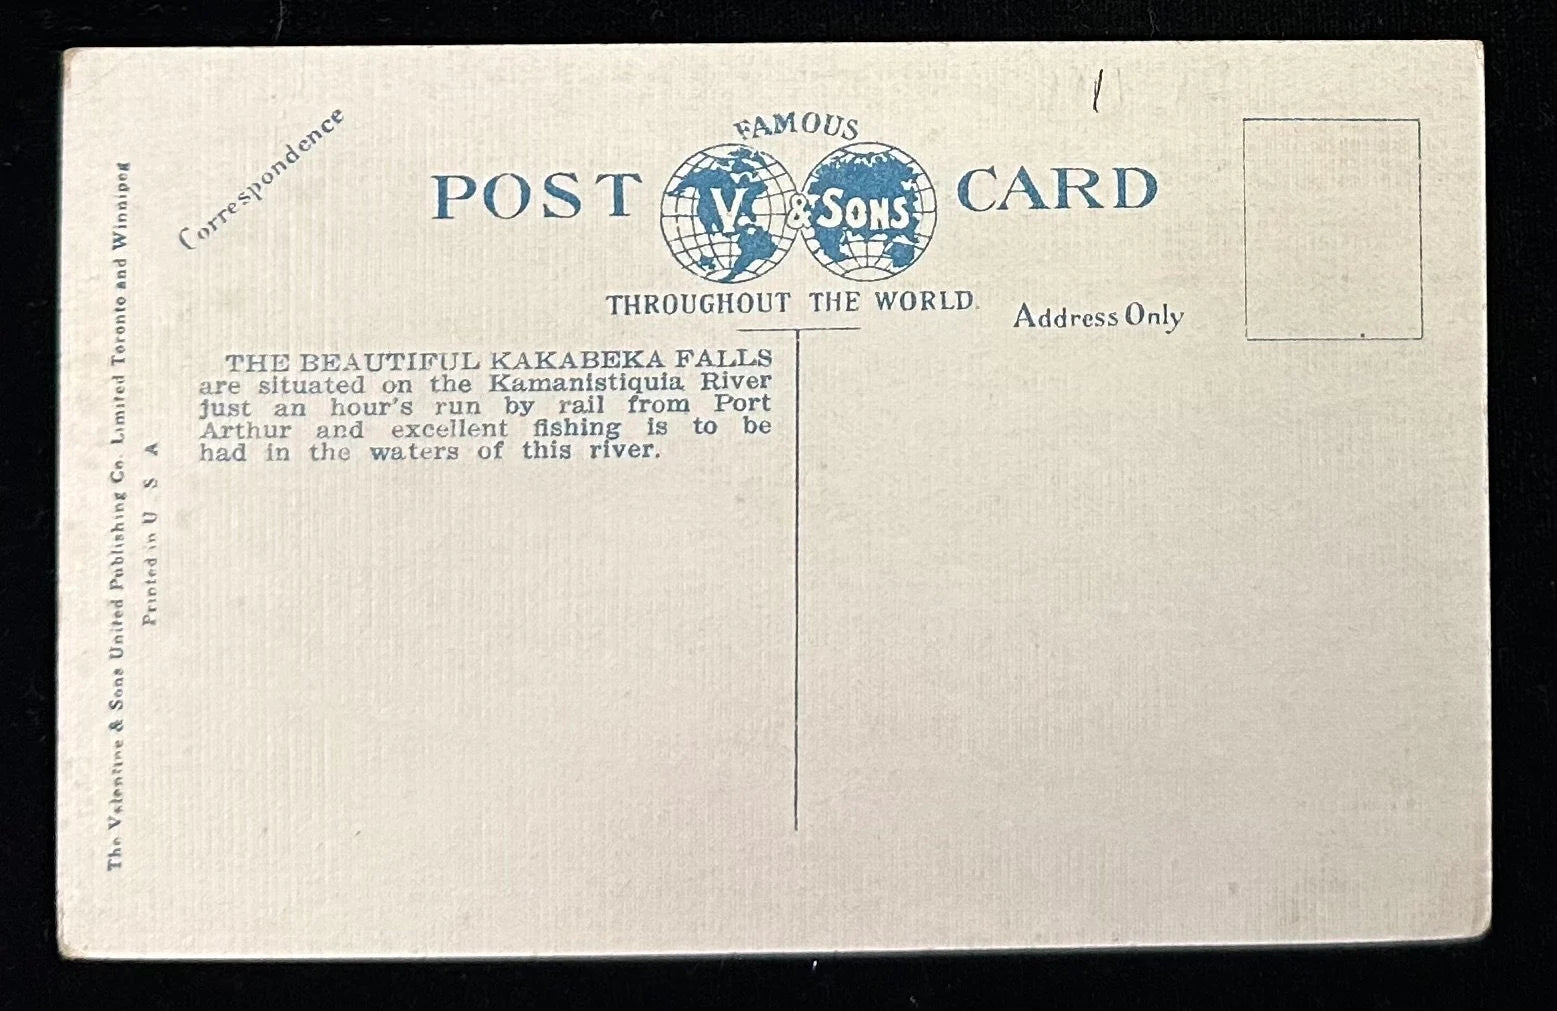 Correspondence
FAMOUS
POST V. & SONS CARD
THROUGHOUT THE WORLD.
Address Only
THE BEAUTIFUL KAKABEKA FALLS
are situated on the Kamanistiquia River
just an hour's run by rail from Port
Arthur and excellent fishing is to be
had in the waters of this river.
The Valentine & Sons United Publishing Co. Limited Toronto and Winnipeg
Printed in U S A